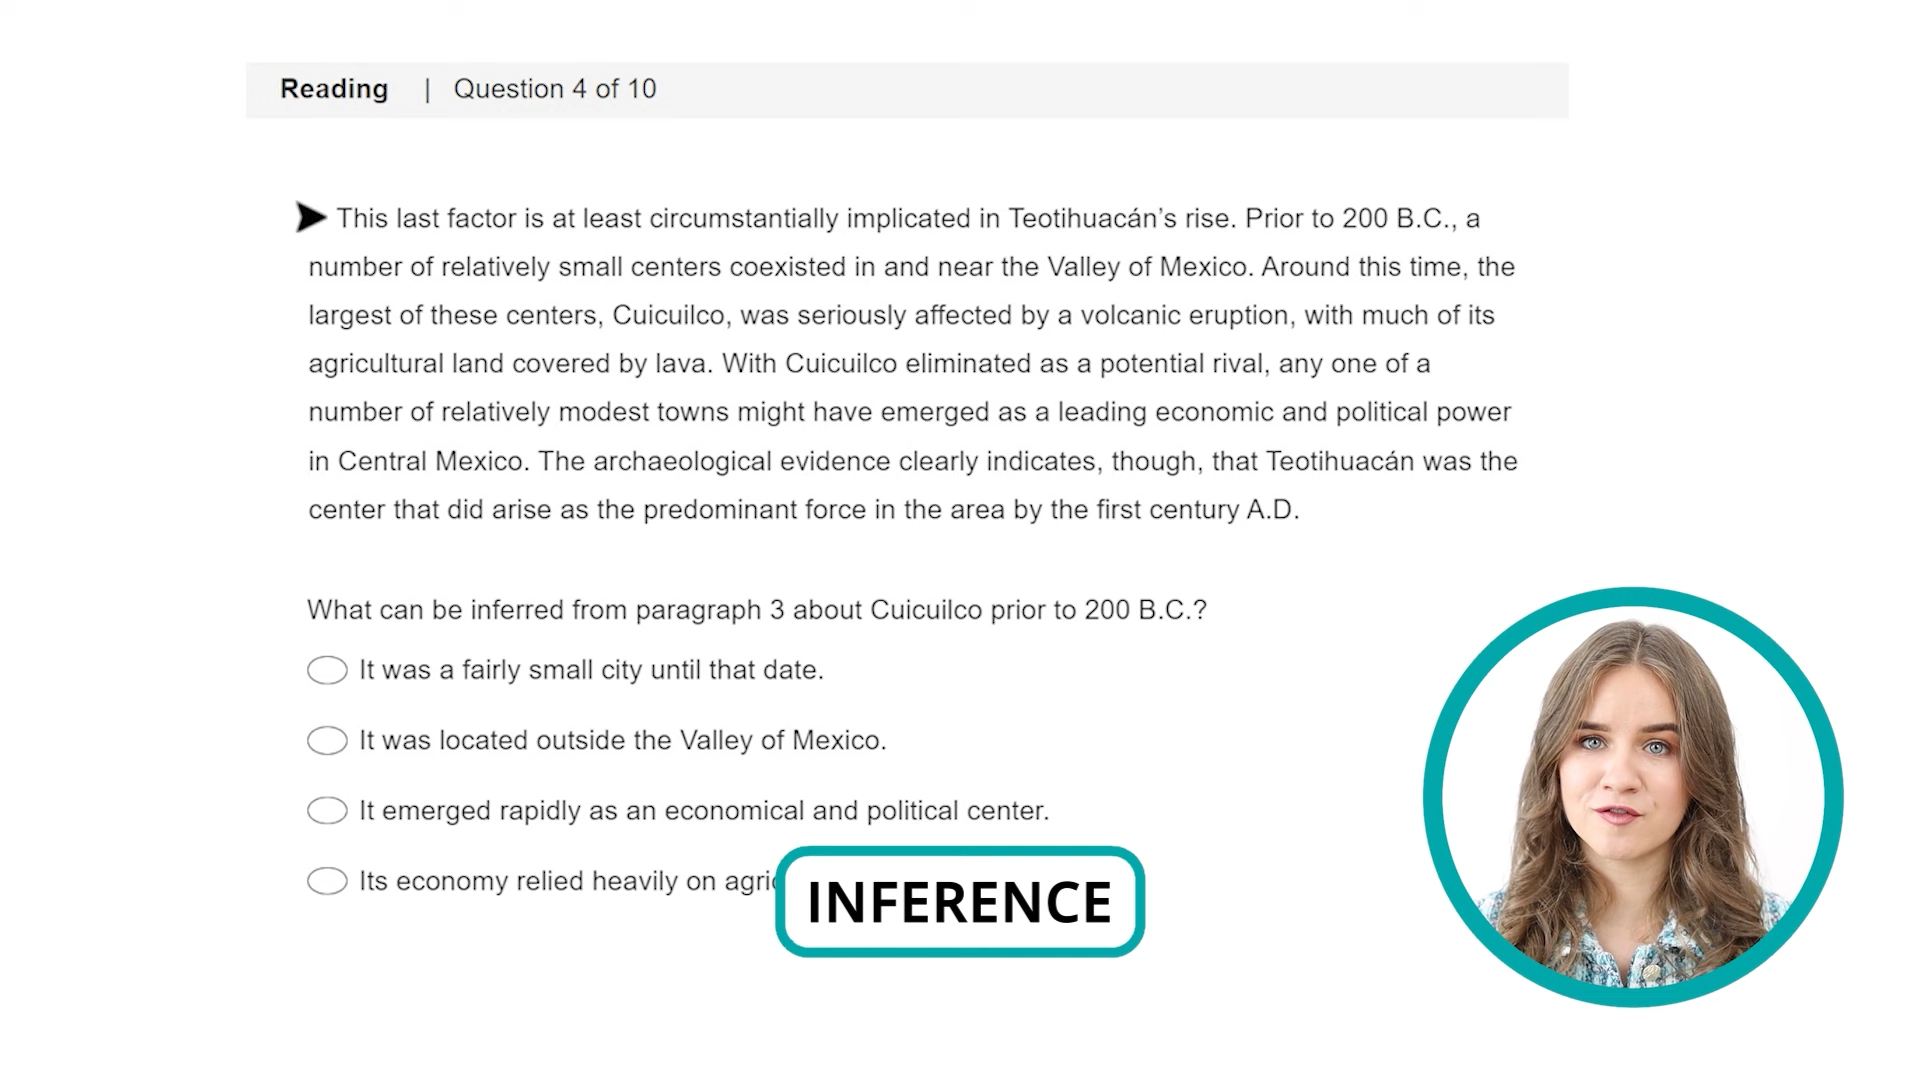 Reading | Question 4 of 10
This last factor is at least circumstantially implicated in Teotihuacán’s rise. Prior to 200 B.C., a
number of relatively small centers coexisted in and near the Valley of Mexico. Around this time, the
largest of these centers, Cuicuilco, was seriously affected by a volcanic eruption, with much of its
agricultural land covered by lava. With Cuicuilco eliminated as a potential rival, any one of a
number of relatively modest towns might have emerged as a leading economic and political power
in Central Mexico. The archaeological evidence clearly indicates, though, that Teotihuacán was the
center that did arise as the predominant force in the area by the first century A.D.
What can be inferred from paragraph 3 about Cuicuilco prior to 200 B.C.?
It was a fairly small city until that date.
It was located outside the Valley of Mexico.
It emerged rapidly as an economical and political center.
Its economy relied heavily on
INFERENCE